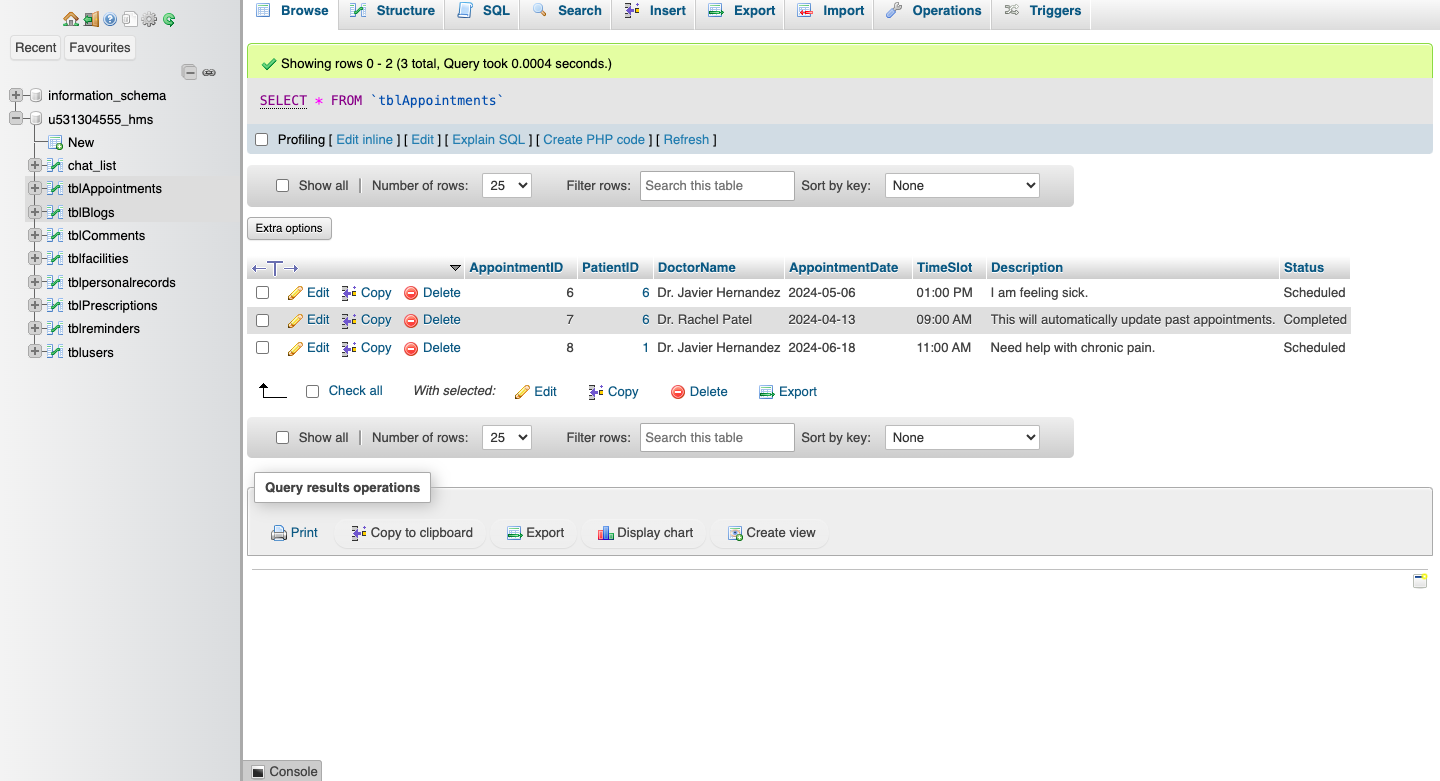 Recent Favourites
information_schema
u531304555_hms
New
chat_list
tblAppointments
tblBlogs
tblComments
tblfacilities
tblpersonalrecords
tblPrescriptions
tblreminders
tblusers
Browse Structure SQL Search Insert Export Import Operations Triggers
Showing rows 0 - 2 (3 total, Query took 0.0004 seconds.)
SELECT * FROM `tblAppointments`
Profiling [ Edit inline ] [ Edit ] [ Explain SQL ] [ Create PHP code ] [ Refresh ]
Show all | Number of rows: 25 Filter rows: Search this table Sort by key: None
Extra options
AppointmentID PatientID DoctorName AppointmentDate TimeSlot Description Status
Edit Copy Delete 6 6 Dr. Javier Hernandez 2024-05-06 01:00 PM I am feeling sick. Scheduled
Edit Copy Delete 7 6 Dr. Rachel Patel 2024-04-13 09:00 AM This will automatically update past appointments. Completed
Edit Copy Delete 8 1 Dr. Javier Hernandez 2024-06-18 11:00 AM Need help with chronic pain. Scheduled
Check all With selected: Edit Copy Delete Export
Show all | Number of rows: 25 Filter rows: Search this table Sort by key: None
Query results operations
Print Copy to clipboard Export Display chart Create view
Console